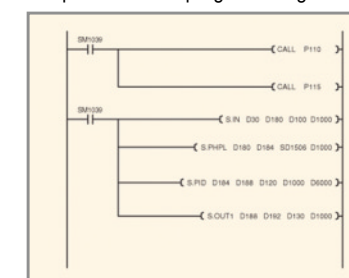 SM1039
CALL P110
CALL P115
SM1039
S.IN D30 D180 D100 D1000
S.PHPL D180 D184 SD1506 D1000
S.PID D184 D188 D120 D1000 D6000
S.OUT1 D188 D192 D130 D1000